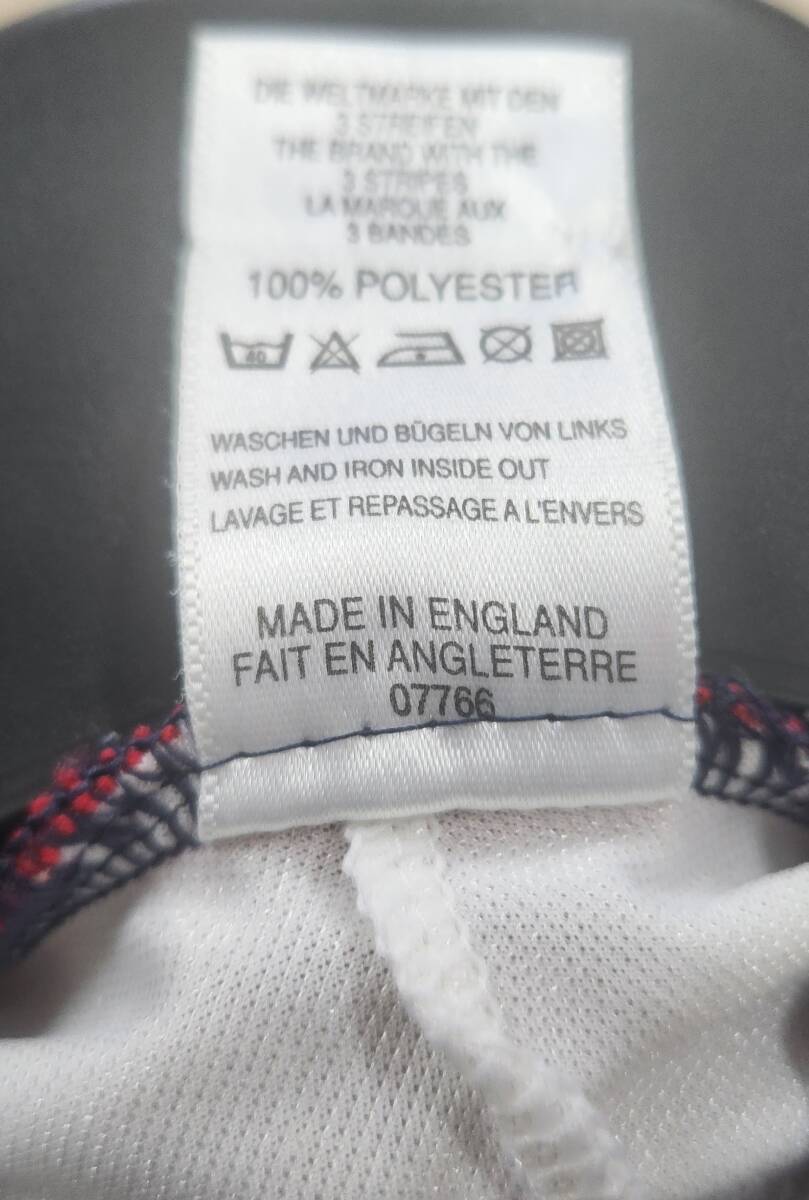 DIE WELTMARKE MIT DEN
3 STREIFEN
THE BRAND WITH THE
3 STRIPES
LA MARQUE AUX
3 BANDES
100% POLYESTER
40
WASCHEN UND BÜGELN VON LINKS
WASH AND IRON INSIDE OUT
LAVAGE ET REPASSAGE A L'ENVERS
MADE IN ENGLAND
FAIT EN ANGLETERRE
07766